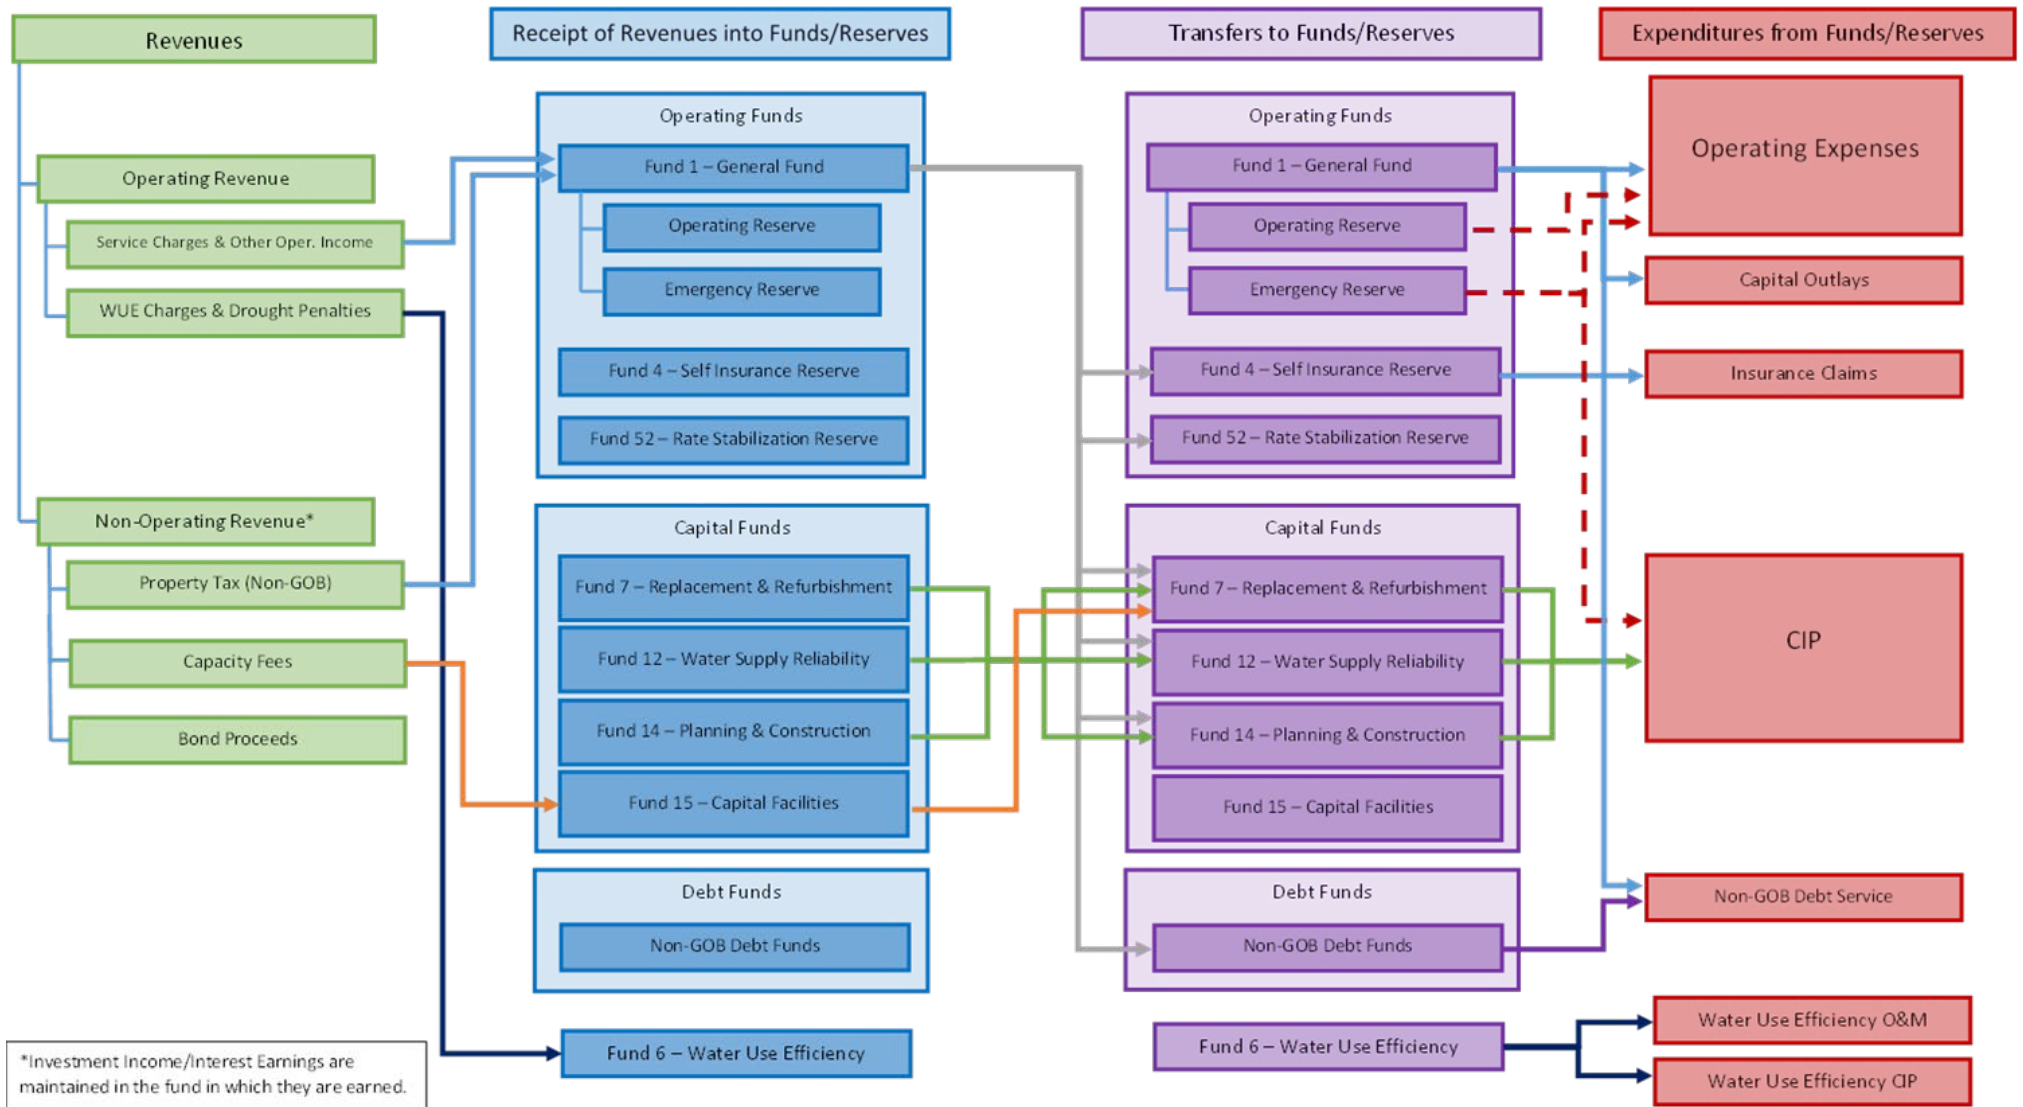 Revenues
Operating Revenue
Service Charges & Other Oper. Income
WUE Charges & Drought Penalties
Non-Operating Revenue*
Property Tax (Non-GOB)
Capacity Fees
Bond Proceeds
*Investment Income/Interest Earnings are
maintained in the fund in which they are earned.
Receipt of Revenues into Funds/Reserves
Operating Funds
Fund 1 – General Fund
Operating Reserve
Emergency Reserve
Fund 4 – Self Insurance Reserve
Fund 52 – Rate Stabilization Reserve
Capital Funds
Fund 7 – Replacement & Refurbishment
Fund 12 – Water Supply Reliability
Fund 14 – Planning & Construction
Fund 15 – Capital Facilities
Debt Funds
Non-GOB Debt Funds
Fund 6 – Water Use Efficiency
Transfers to Funds/Reserves
Operating Funds
Fund 1 – General Fund
Operating Reserve
Emergency Reserve
Fund 4 – Self Insurance Reserve
Fund 52 – Rate Stabilization Reserve
Capital Funds
Fund 7 – Replacement & Refurbishment
Fund 12 – Water Supply Reliability
Fund 14 – Planning & Construction
Fund 15 – Capital Facilities
Debt Funds
Non-GOB Debt Funds
Fund 6 – Water Use Efficiency
Expenditures from Funds/Reserves
Operating Expenses
Capital Outlays
Insurance Claims
CIP
Non-GOB Debt Service
Water Use Efficiency O&M
Water Use Efficiency CIP